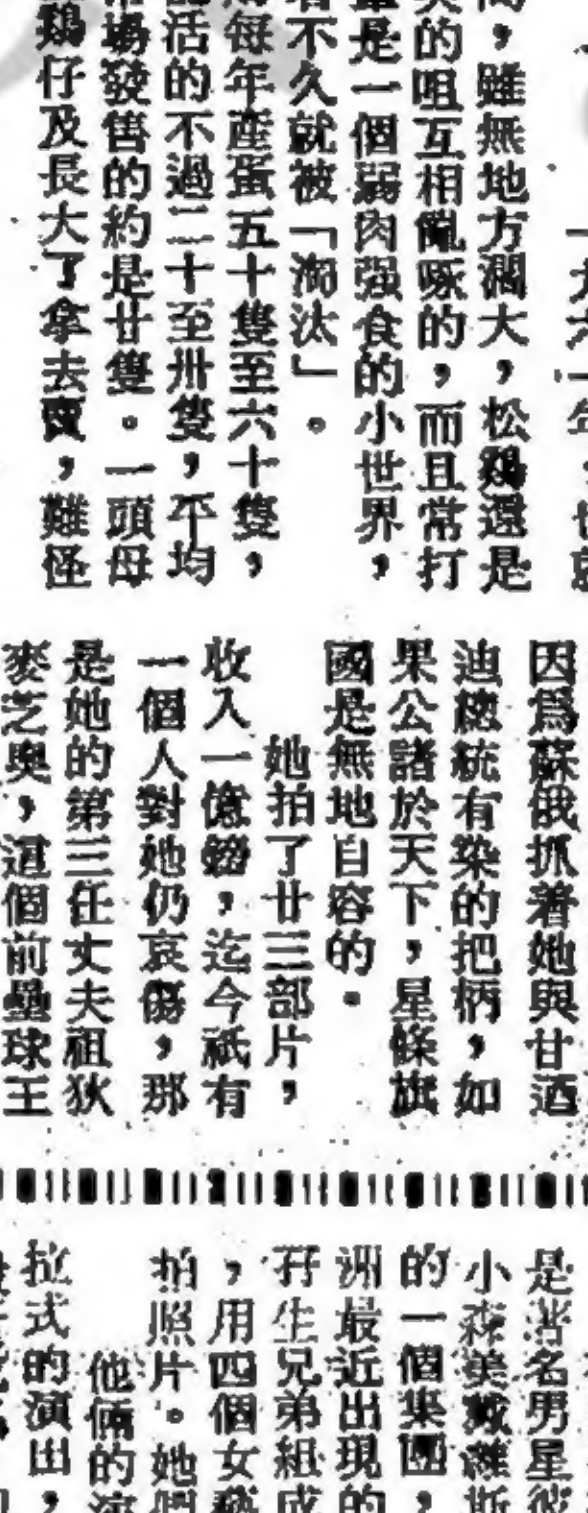 間，雖無地方濶大，松鷄還是
的咀互相亂啄的，而且常打
是一個弱肉强食的小世界，
不久就被「淘汰」。
每年產蛋五十隻至六十隻，
活的不過二十至卅隻，平均
場發售的約是廿隻。一頭母
鷄仔及長大了拿去賣，難怪
因爲蘇俄抓着她與甘迺
迪總統有染的把柄，如
果公諸於天下，星條旗
國是無地自容的。
她拍了廿三部片，
收入一億鎊，迄今祇有
一個人對她仍哀傷，那
是她的第三任丈夫祖狄
麥芝奥，這個前壘球王
是著名男星彼
小森美戴維斯
的一個集團，
洲最近出現的
孖生兄弟組成
，用四個女藝
拍照片。她們
他倆的演
拉式的演出，